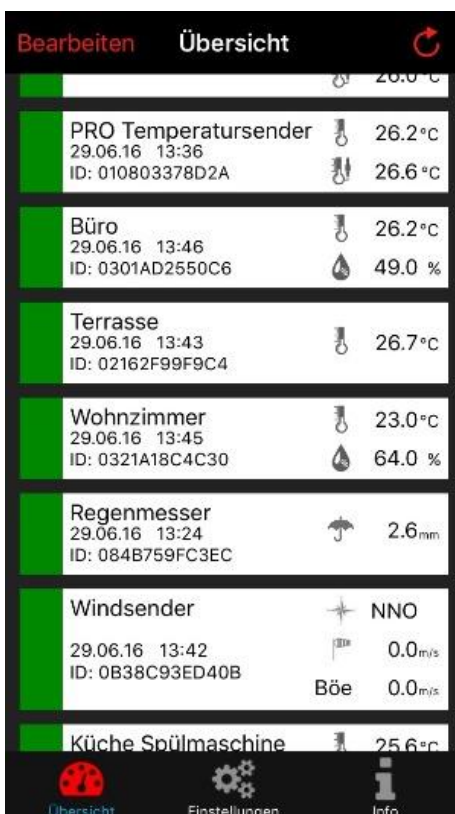 Bearbeiten Übersicht
26.0°C
PRO Temperatursender 26.2°C
29.06.16 13:36
ID: 010803378D2A 26.6°C
Büro 26.2°C
29.06.16 13:46
ID: 0301AD2550C6 49.0 %
Terrasse
29.06.16 13:43 26.7°C
ID: 02162F99F9C4
Wohnzimmer 23.0°C
29.06.16 13:45
ID: 0321A18C4C30 64.0 %
Regenmesser
29.06.16 13:24 2.6mm
ID: 084B759FC3EC
Windsender NNO
29.06.16 13:42 0.0m/s
ID: 0B38C93ED40B
Böe 0.0m/s
Küche Spülmaschine 25.6°C
Übersicht Einstellungen Info